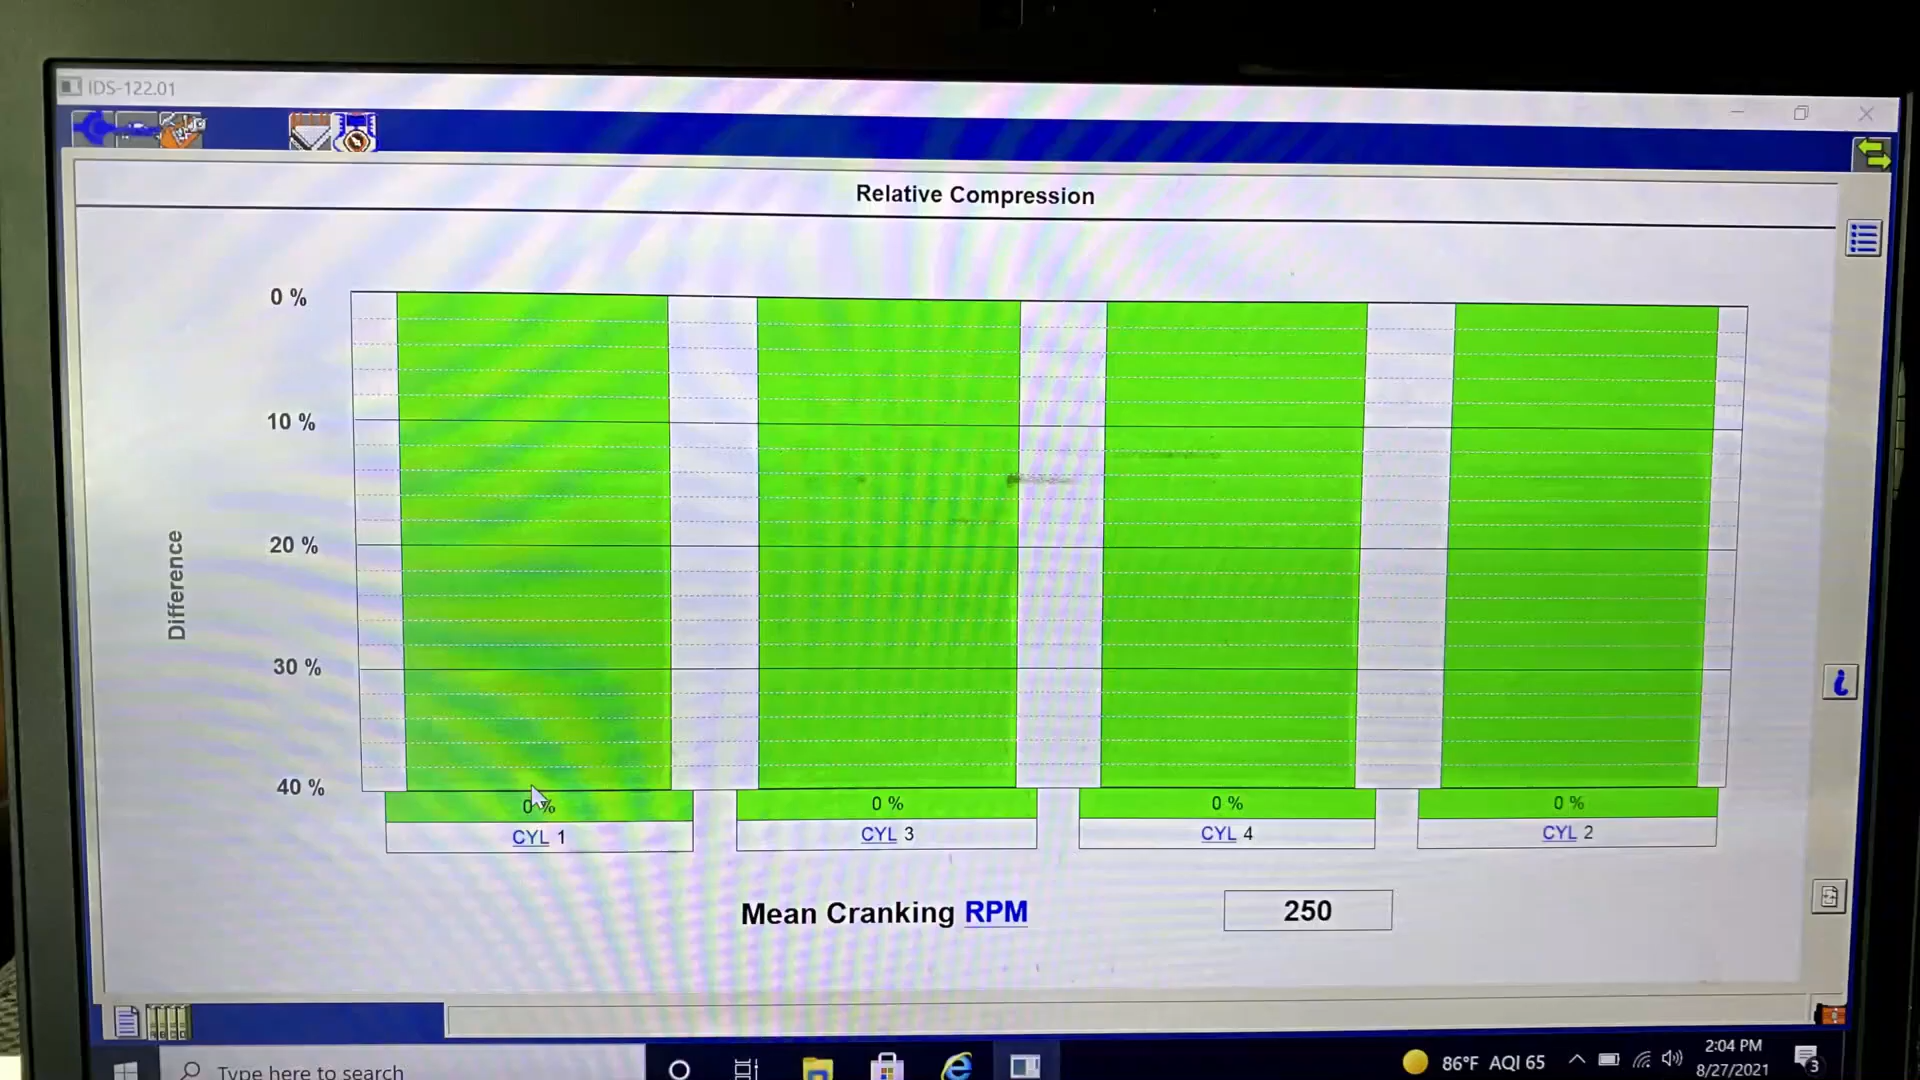 IDS-122.01
Relative Compression
0 %
10 %
20 %
30 %
40 %
Difference
0 % 0 % 0 % 0 %
CYL 1 CYL 3 CYL 4 CYL 2
Mean Cranking RPM 250
Type here to search
86°F AQI 65
2:04 PM
8/27/2021
3